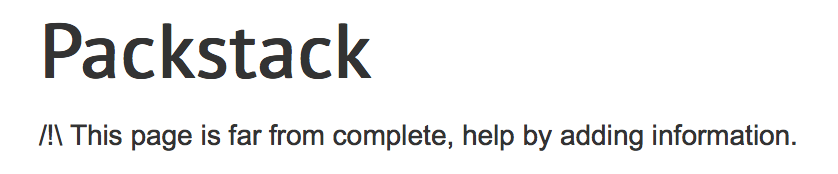 Packstack
/!\ This page is far from complete, help by adding information.